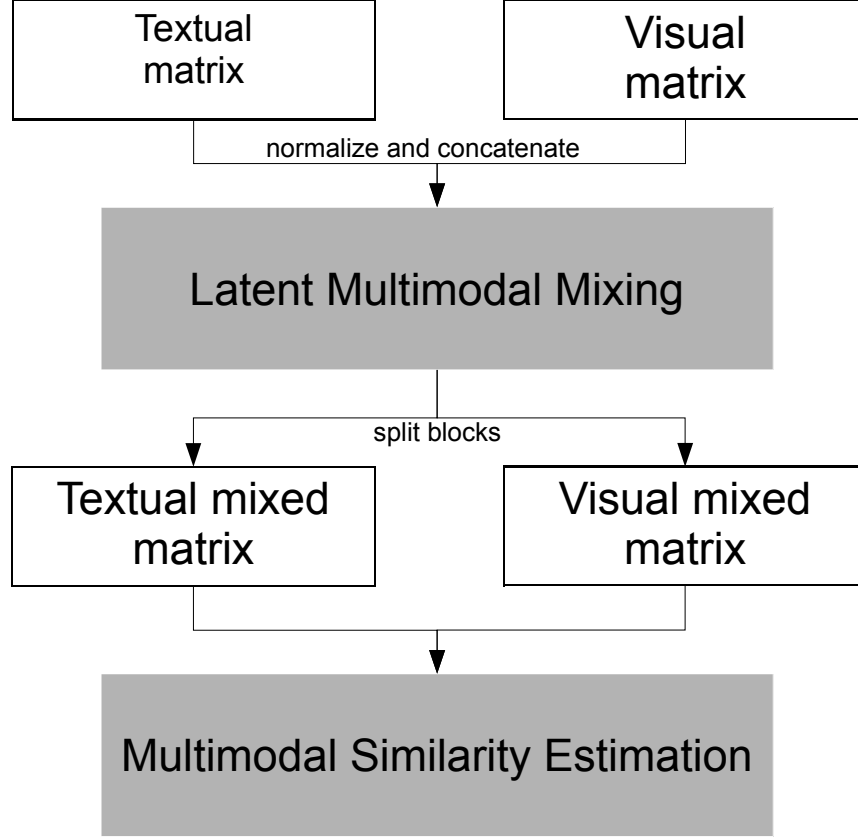 Textual
matrix
Visual
matrix
normalize and concatenate
Latent Multimodal Mixing
split blocks
Textual mixed
matrix
Visual mixed
matrix
Multimodal Similarity Estimation